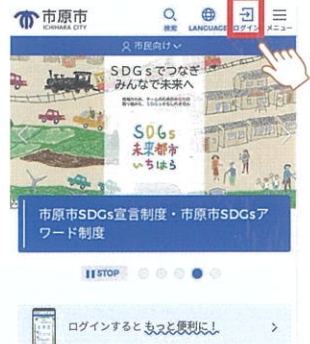 市原市
ICHIHARA CITY
検索
LANGUAGE
ログイン
メニュー
市民向け
SDGsでつなぎ
みんなで未来へ
SDGs
未来都市
いちはら
市原市SDGs宣言制度・市原市SDGsア
ワード制度
STOP
ログインするともっと便利に!